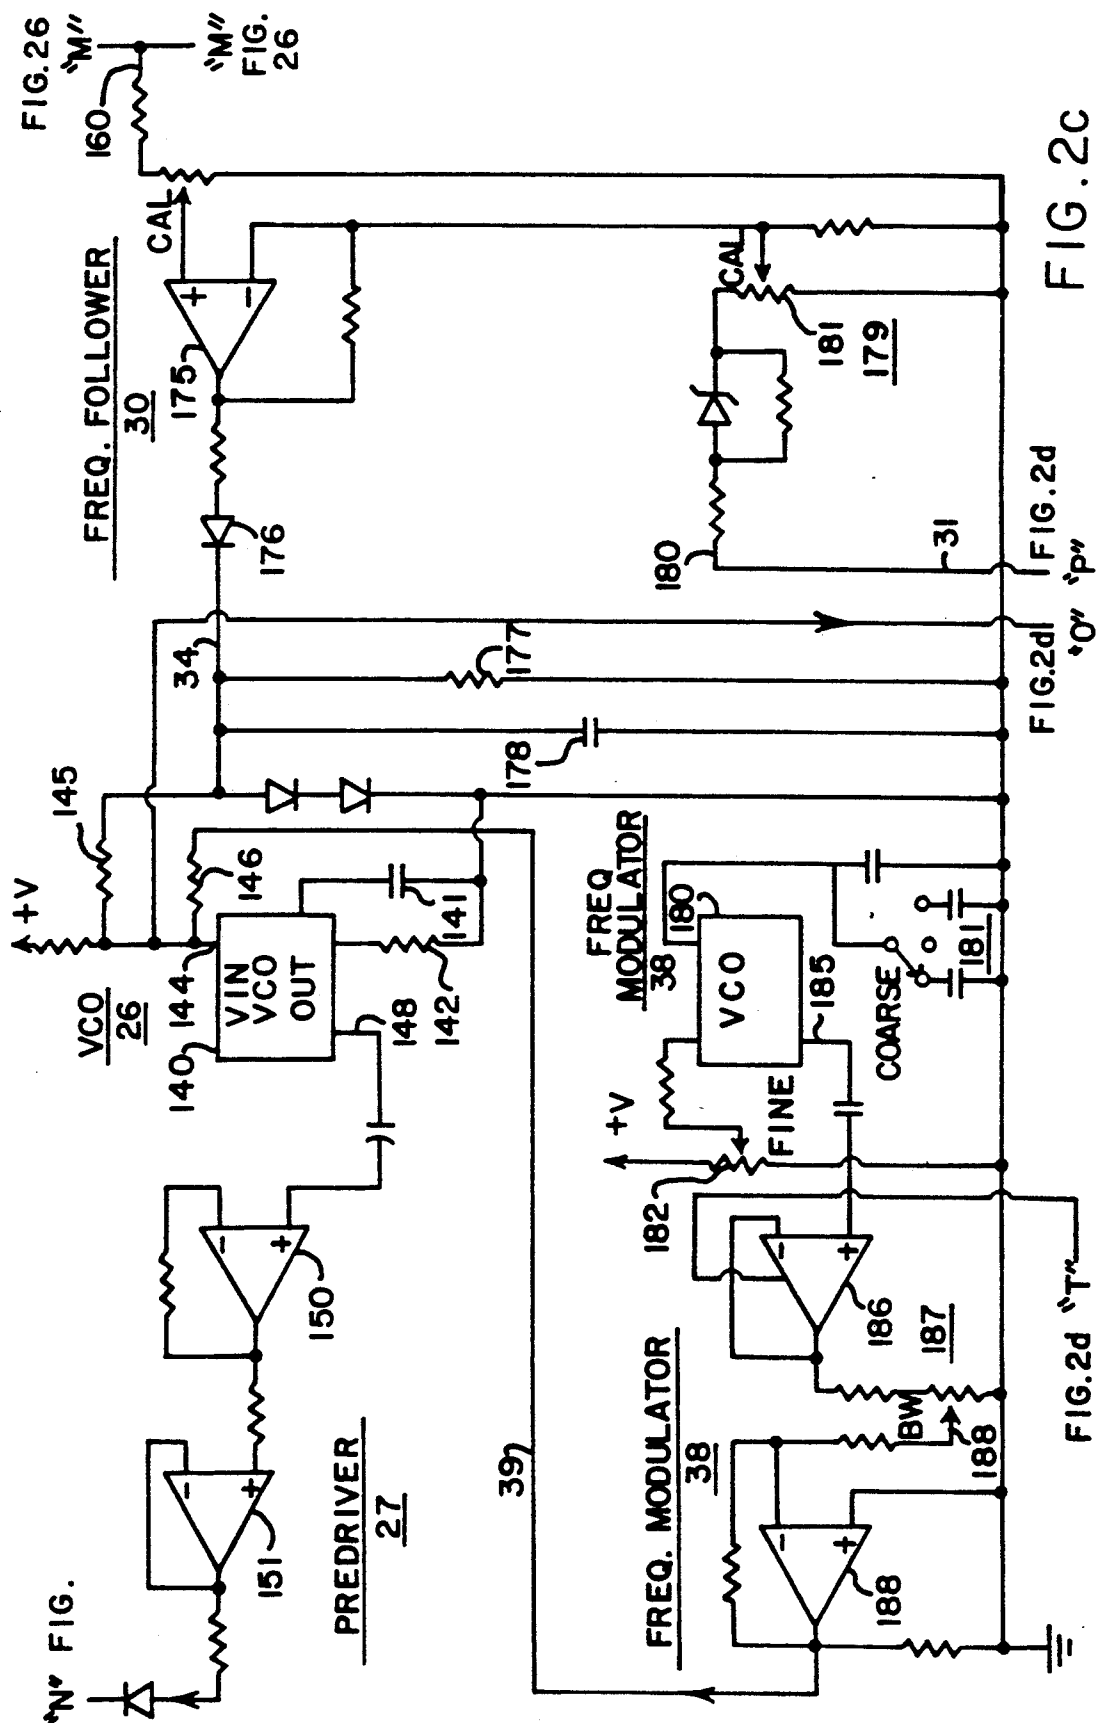 FIG.26
"M"
"M"
FIG.
26
160
CAL
FREQ. FOLLOWER
30
175
+
-
176
34
177
178
145
+V
146
144
VCO
26
140
VIN
VCO
OUT
141
142
148
-
+
150
-
+
151
PREDRIVER
27
"N" FIG.
CAL
181
179
180
31
FIG.2d
"P"
FIG.2d
"O"
FREQ
MODULATOR
38
180
VCO
185
COARSE
181
+V
FINE
182
-
+
186
187
FIG.2d "T"
BW
188
39
FREQ. MODULATOR
38
-
+
188
FIG.2c